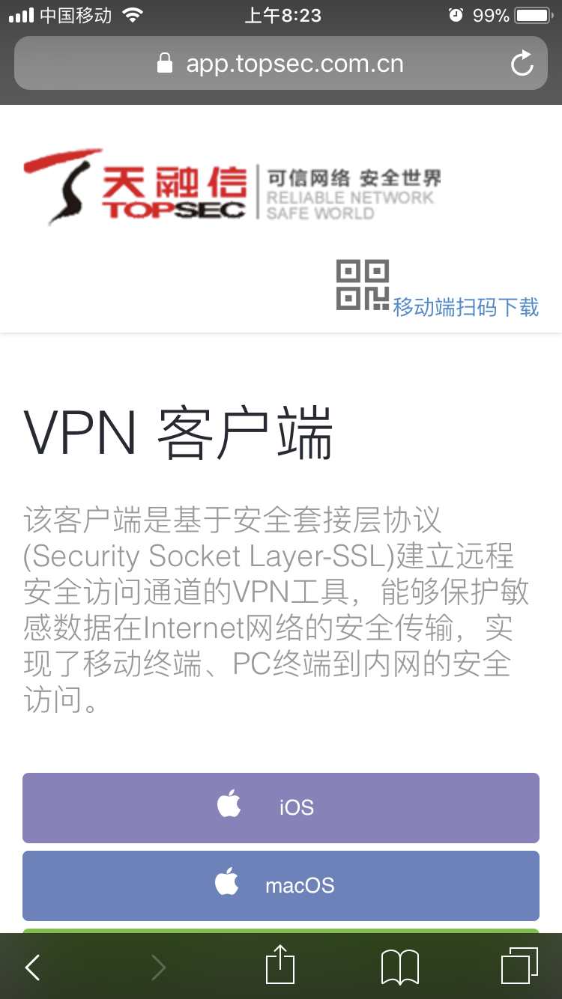 中国移动
上午8:23
99%
app.topsec.com.cn
天融信
TOPSEC
可信网络 安全世界
RELIABLE NETWORK
SAFE WORLD
移动端扫码下载
VPN 客户端
该客户端是基于安全套接层协议
(Security Socket Layer-SSL)建立远程
安全访问通道的VPN工具，能够保护敏
感数据在Internet网络的安全传输，实
现了移动终端、PC终端到内网的安全
访问。
iOS
macOS